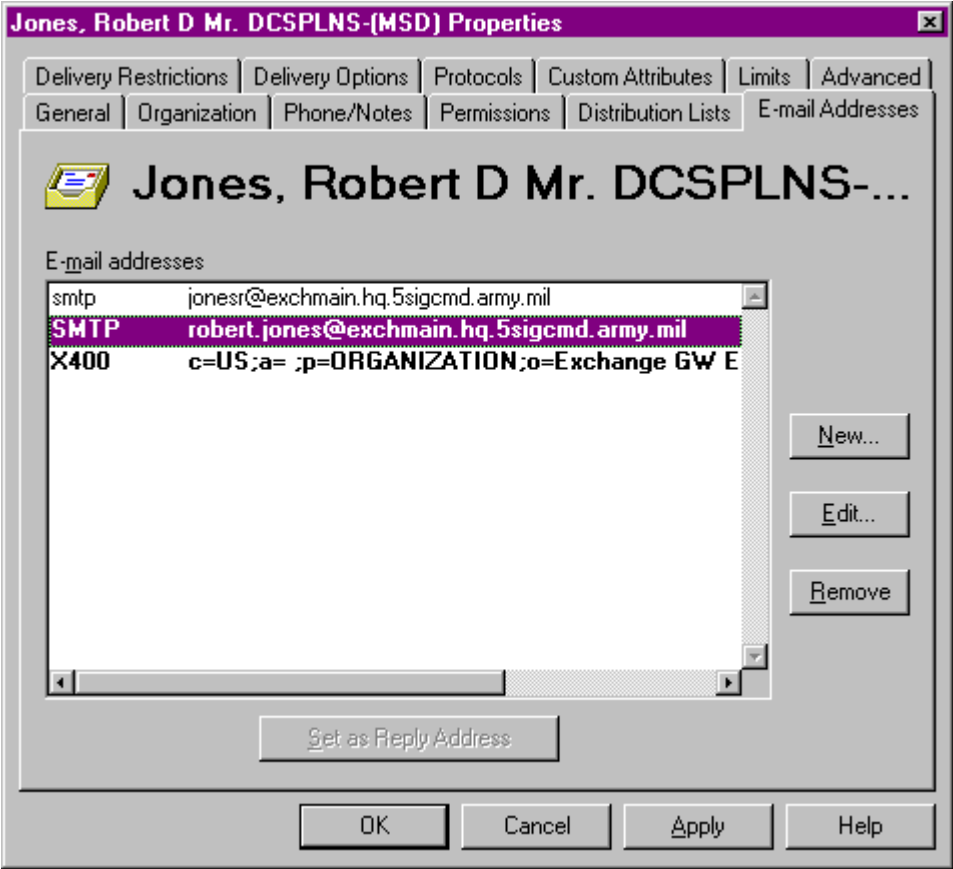 Jones, Robert D Mr. DCSPLNS-(MSD) Properties
Delivery Restrictions Delivery Options Protocols Custom Attributes Limits Advanced
General Organization Phone/Notes Permissions Distribution Lists E-mail Addresses
Jones, Robert D Mr. DCSPLNS-...
E-mail addresses
smtp jonesr@exchmain.hq.5sigcmd.army.mil
SMTP robert.jones@exchmain.hq.5sigcmd.army.mil
X400 c=US;a= ;p=ORGANIZATION;o=Exchange GW E
New...
Edit...
Remove
Set as Reply Address
OK Cancel Apply Help